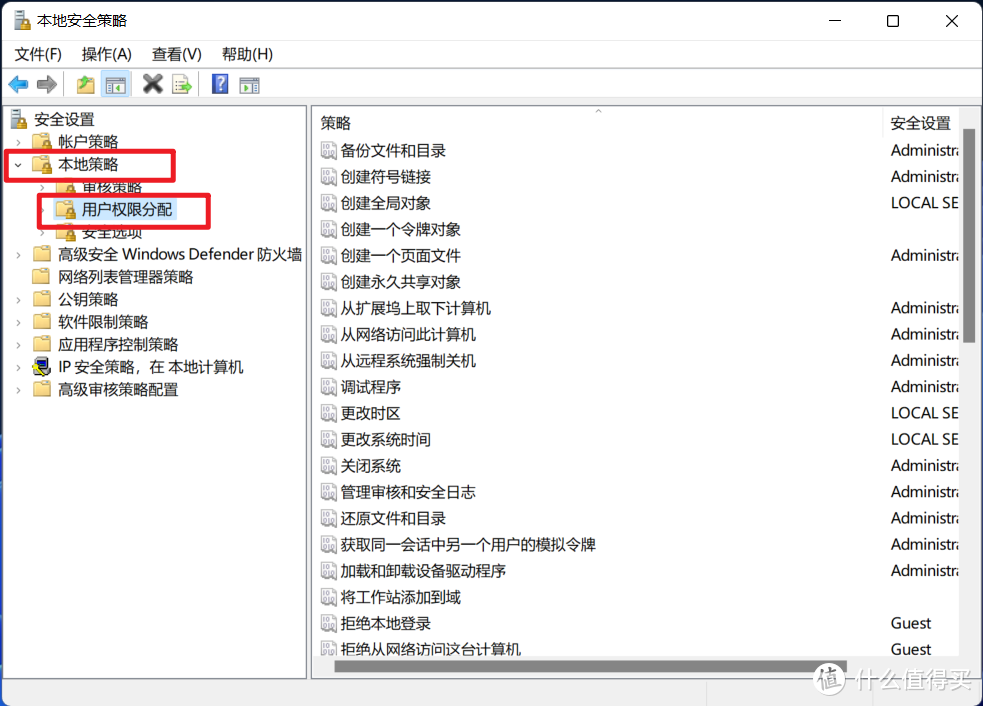 本地安全策略
文件(F) 操作(A) 查看(V) 帮助(H)
安全设置
帐户策略
本地策略
审核策略
用户权限分配
安全选项
高级安全 Windows Defender 防火墙
网络列表管理器策略
公钥策略
软件限制策略
应用程序控制策略
IP 安全策略，在 本地计算机
高级审核策略配置
策略 安全设置
备份文件和目录 Administra
创建符号链接 Administra
创建全局对象 LOCAL SE
创建一个令牌对象
创建一个页面文件 Administra
创建永久共享对象
从扩展坞上取下计算机 Administra
从网络访问此计算机 Administra
从远程系统强制关机 Administra
调试程序 Administra
更改时区 LOCAL SE
更改系统时间 LOCAL SE
关闭系统 Administra
管理审核和安全日志 Administra
还原文件和目录 Administra
获取同一会话中另一个用户的模拟令牌 Administra
加载和卸载设备驱动程序 Administra
将工作站添加到域
拒绝本地登录 Guest
拒绝从网络访问这台计算机 Guest
值 什么值得买